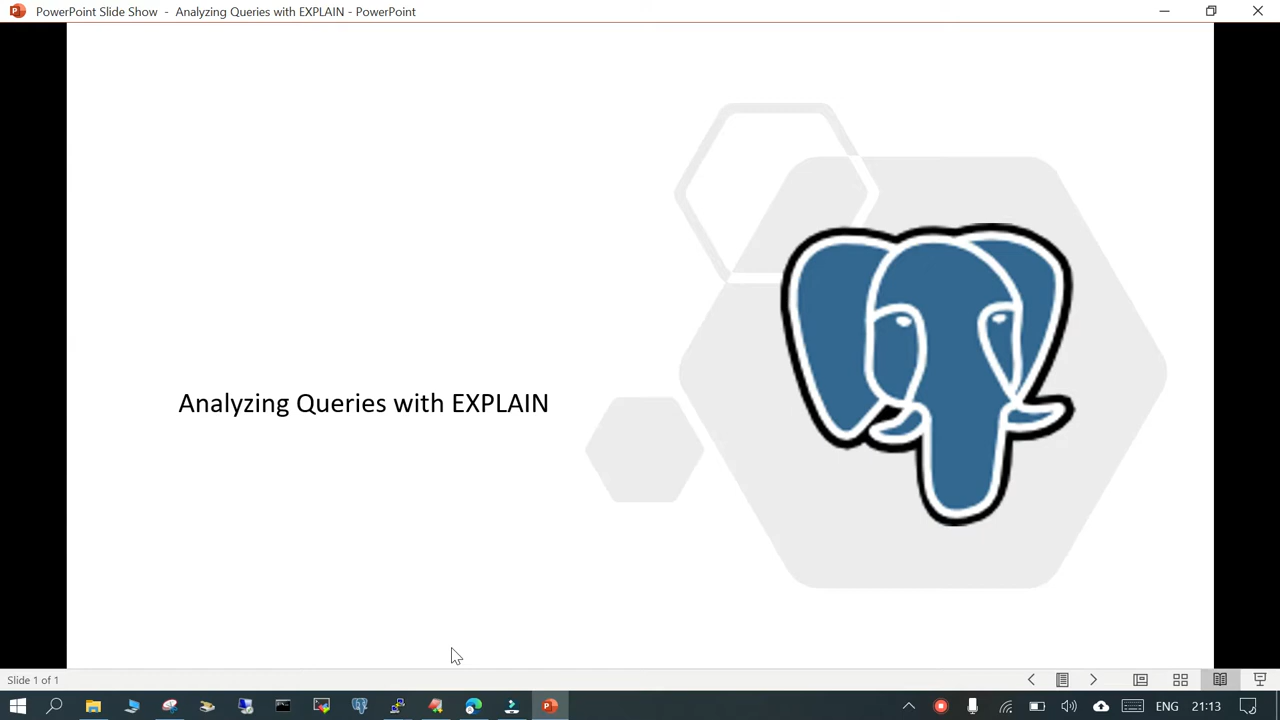 PowerPoint Slide Show - Analyzing Queries with EXPLAIN - PowerPoint
Analyzing Queries with EXPLAIN
Slide 1 of 1
ENG 21:13